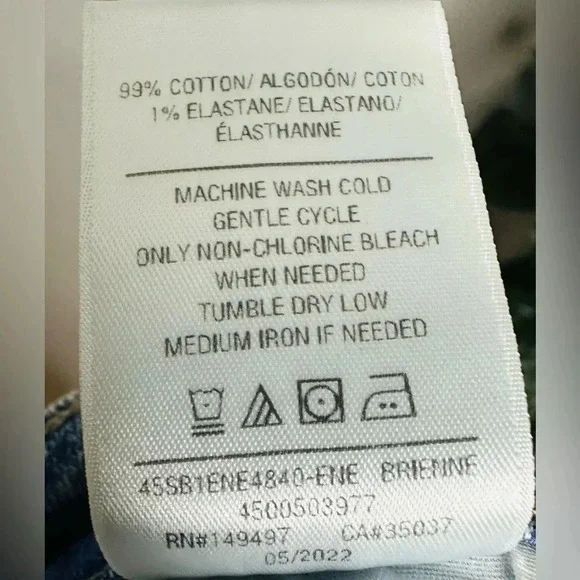 99% COTTON/ ALGODÓN/ COTON
1% ELASTANE/ ELASTANO/
ÉLASTHANNE
MACHINE WASH COLD
GENTLE CYCLE
ONLY NON-CHLORINE BLEACH
WHEN NEEDED
TUMBLE DRY LOW
MEDIUM IRON IF NEEDED
45SB1ENE4840-ENE BRIENNE
4500503977
RN#149497 CA#35037
05/2022